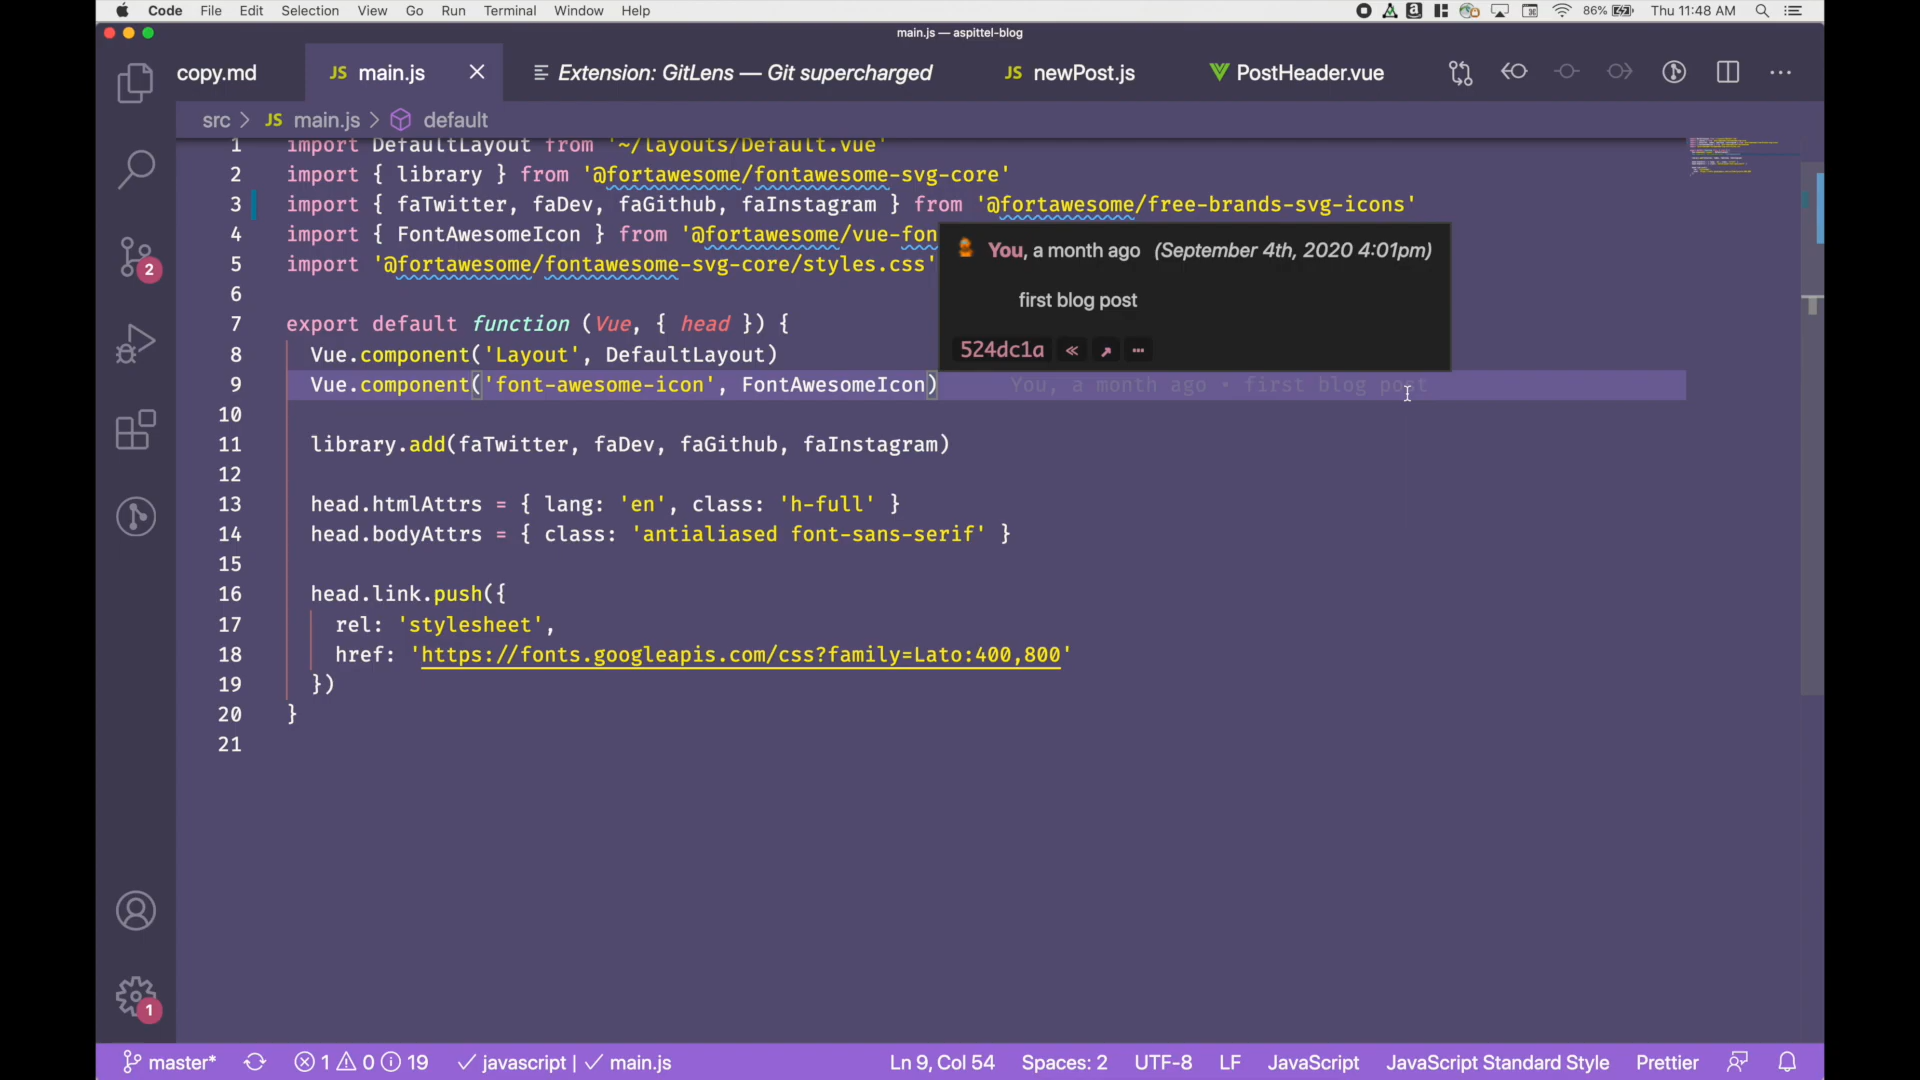 Code File Edit Selection View Go Run Terminal Window Help 86% Thu 11:48 AM
main.js — aspittel-blog
copy.md JS main.js Extension: GitLens — Git supercharged JS newPost.js PostHeader.vue
src > JS main.js > default
1 import DefaultLayout from '~/layouts/Default.vue'
2 import { library } from '@fortawesome/fontawesome-svg-core'
3 import { faTwitter, faDev, faGithub, faInstagram } from '@fortawesome/free-brands-svg-icons'
4 import { FontAwesomeIcon } from '@fortawesome/vue-fon
5 import '@fortawesome/fontawesome-svg-core/styles.css'
6
You, a month ago (September 4th, 2020 4:01pm)
first blog post
524dc1a
7 export default function (Vue, { head }) {
8 Vue.component('Layout', DefaultLayout)
9 Vue.component('font-awesome-icon', FontAwesomeIcon) You, a month ago • first blog post
10
11 library.add(faTwitter, faDev, faGithub, faInstagram)
12
13 head.htmlAttrs = { lang: 'en', class: 'h-full' }
14 head.bodyAttrs = { class: 'antialiased font-sans-serif' }
15
16 head.link.push({
17 rel: 'stylesheet',
18 href: 'https://fonts.googleapis.com/css?family=Lato:400,800'
19 })
20 }
21
2
1
master* 1 0 19 javascript | main.js Ln 9, Col 54 Spaces: 2 UTF-8 LF JavaScript JavaScript Standard Style Prettier